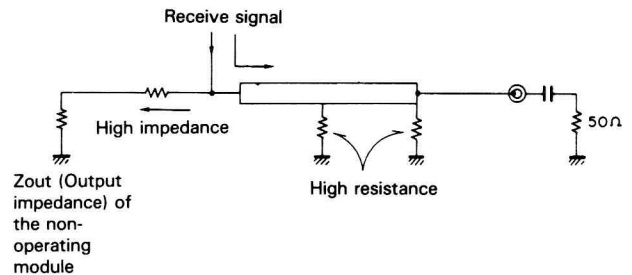 Receive signal
High impedance
50Ω
High resistance
Zout (Output
impedance) of
the non-
operating
module